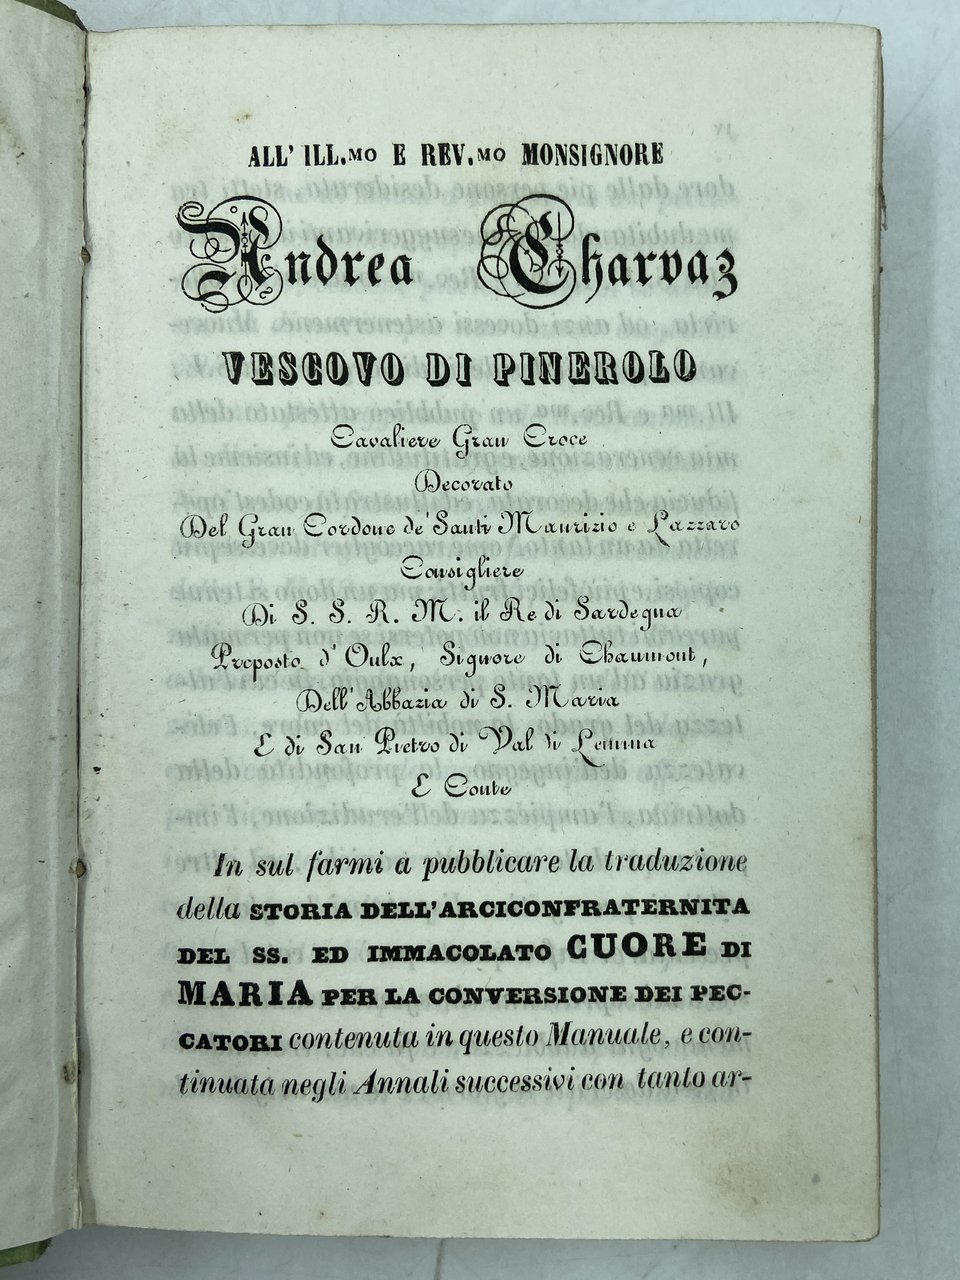 ALL' ILL.MO E REV.MO MONSIGNORE
Andrea Charvaz
VESCOVO DI PINEROLO
Cavaliere Gran Croce
Decorato
Del Gran Cordone de' Santi Maurizio e Lazzaro
Consigliere
Di S. S. R. M. il Re di Sardegna
Preposto d' Oulx, Signore di Chaumont,
Dell' Abbazia di S. Maria
E di San Pietro di Val di Lemina
E Conte
In sul farmi a pubblicare la traduzione
della STORIA DELL'ARCICONFRATERNITA
DEL SS. ED IMMACOLATO CUORE DI
MARIA PER LA CONVERSIONE DEI PEC-
CATORI contenuta in questo Manuale, e con-
tinuata negli Annali successivi con tanto ar-